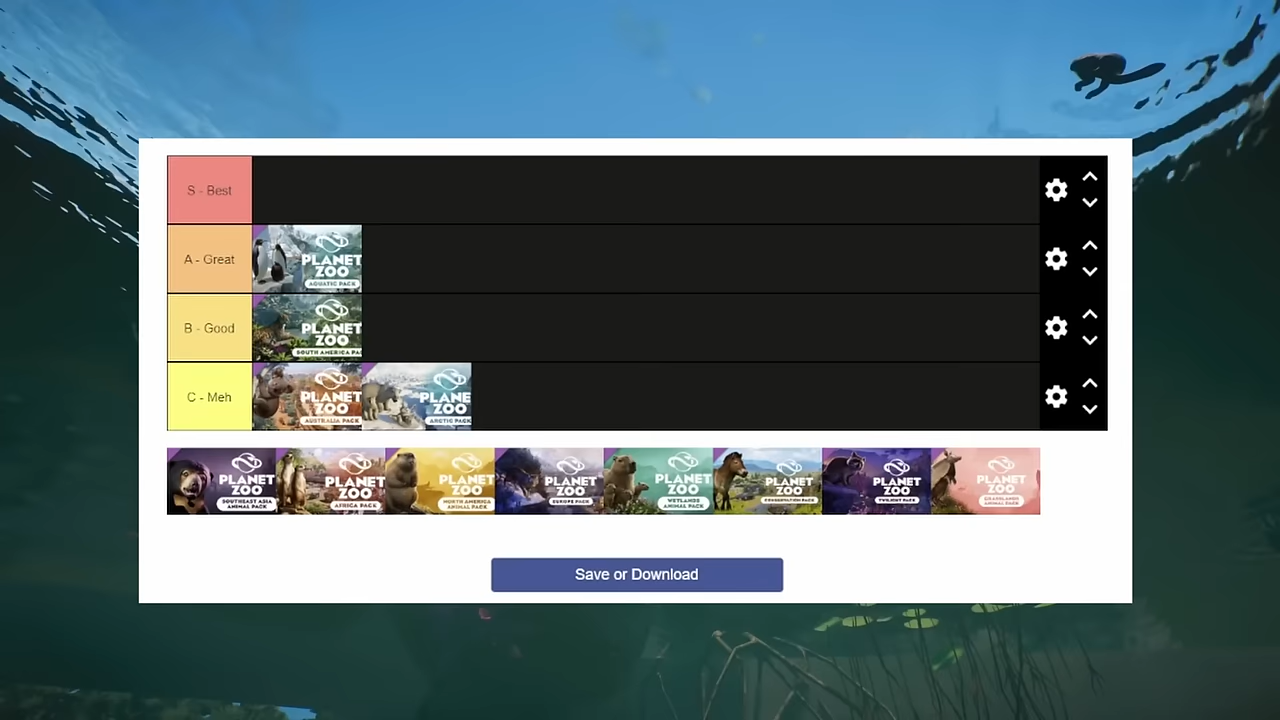 S - Best
A - Great
PLANET
ZOO
AQUATIC PACK
B - Good
PLANET
ZOO
SOUTH AMERICA PA
C - Meh
PLANET
ZOO
AUSTRALIA PACK
PLANE
ZOO
ARCTIC PACK
PLANET
ZOO
SOUTHEAST ASIA
ANIMAL PACK
PLANET
ZOO
AFRICA PACK
PLANET
ZOO
NORTH AMERICA
ANIMAL PACK
PLANET
ZOO
EUROPE PACK
PLANET
ZOO
WETLANDS
ANIMAL PACK
PLANET
ZOO
CONSERVATION PACK
PLANET
ZOO
TWILIGHT PACK
PLANET
ZOO
GRASSLANDS
ANIMAL PACK
Save or Download